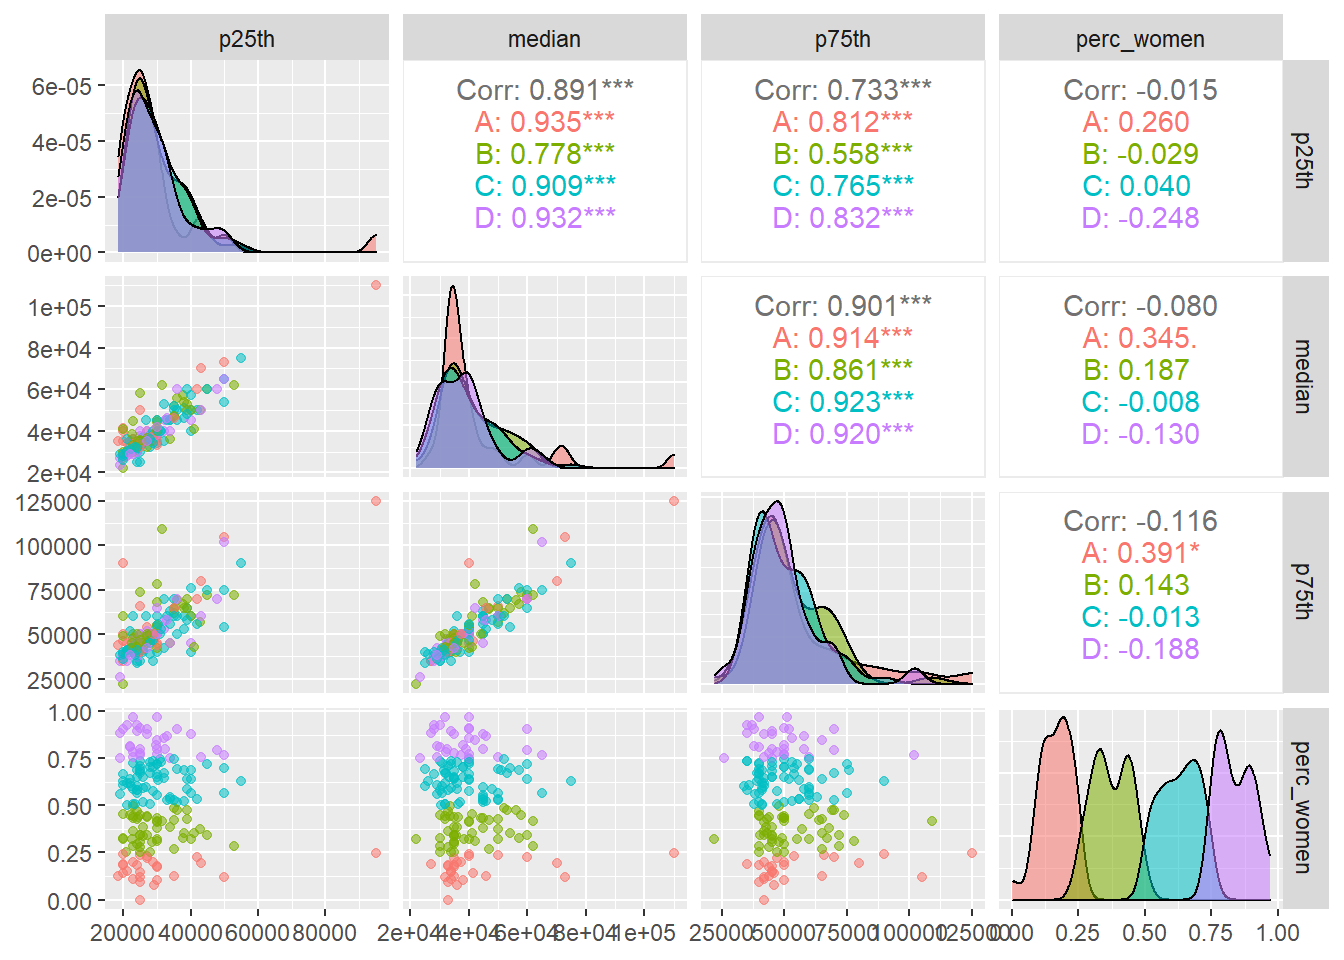 p25th
median
p75th
perc_women
6e-05
4e-05
2e-05
0e+00
Corr: 0.891***
A: 0.935***
B: 0.778***
C: 0.909***
D: 0.932***
Corr: 0.733***
A: 0.812***
B: 0.558***
C: 0.765***
D: 0.832***
Corr: -0.015
A: 0.260
B: -0.029
C: 0.040
D: -0.248
p25th
1e+05
8e+04
6e+04
4e+04
2e+04
Corr: 0.901***
A: 0.914***
B: 0.861***
C: 0.923***
D: 0.920***
Corr: -0.080
A: 0.345.
B: 0.187
C: -0.008
D: -0.130
median
125000
100000
75000
50000
25000
Corr: -0.116
A: 0.391*
B: 0.143
C: -0.013
D: -0.188
p75th
1.00
0.75
0.50
0.25
0.00
perc_women
20000
40000
60000
80000
2e+04
4e+04
6e+04
8e+04
1e+05
25000
50000
75000
100000
125000
0.00
0.25
0.50
0.75
1.00